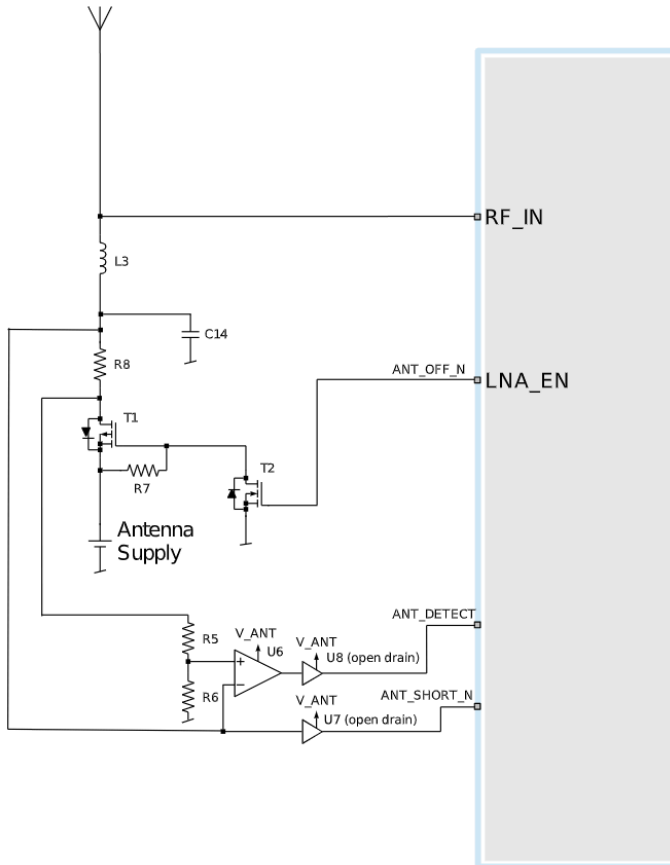 RF_IN
L3
C14
R8
ANT_OFF_N
LNA_EN
T1
T2
R7
Antenna
Supply
ANT_DETECT
R5
V_ANT
U6
V_ANT
U8 (open drain)
+
−
R6
ANT_SHORT_N
V_ANT
U7 (open drain)